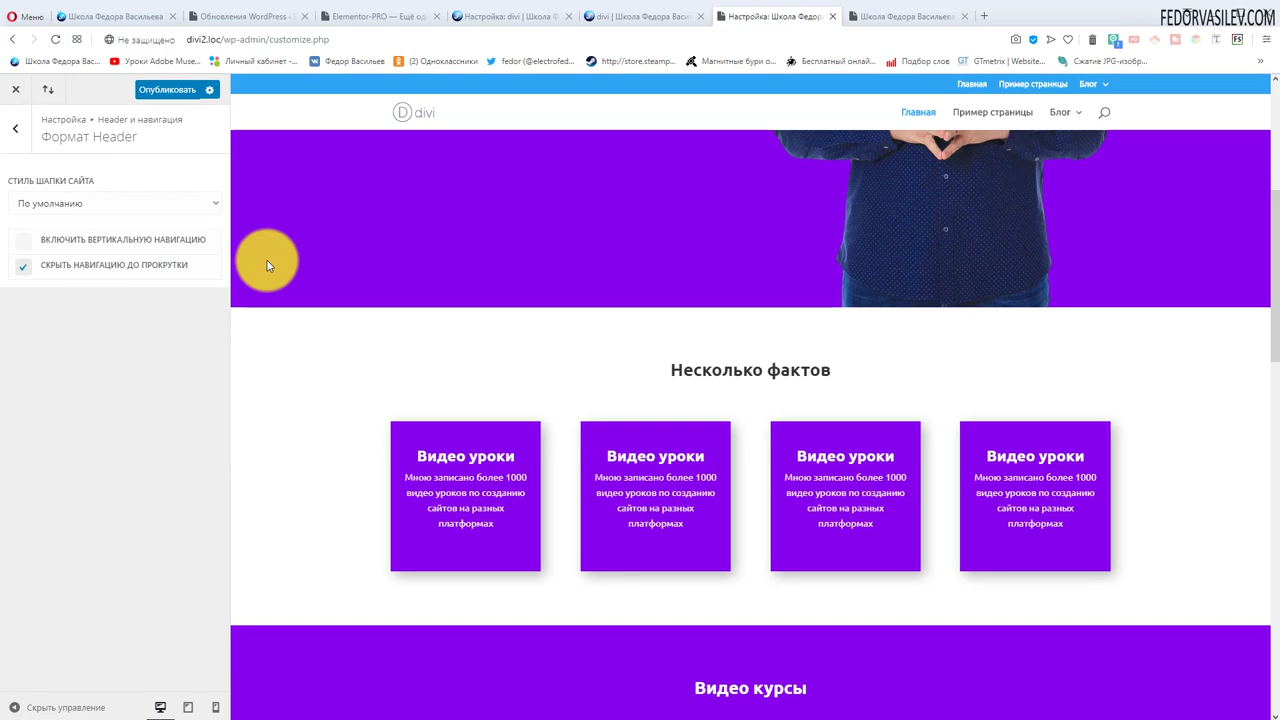 Меню
Школа Федора Васильева
Обновления WordPress ‹
Elementor-PRO — Ещё од
Настройка: divi | Школа Ф
divi | Школа Федора Васи
Настройка: Школа Федор
Школа Федора Васильева
FEDORVASILEV.COM
Не защищено
divi2.loc/wp-admin/customize.php
Школа Федора Вас...
Уроки Adobe Muse...
Личный кабинет -...
Федор Васильев
(2) Одноклассники
fedor (@electrofed...
http://store.steamp...
Магнитные бури о...
Бесплатный онлай...
Подбор слов
GTmetrix | Website...
Сжатие JPG-изобр...
Опубликовать
Настройка ▸ Header и навигация
Формат Header
СТИЛЬ ШАПКИ САЙТА
По умолчанию
ВКЛЮЧИТЬ ВЕРТИКАЛЬНУЮ НАВИГАЦИЮ
СКРЫТЬ НАВИГАЦИЮ ДО ПРОКРУТКИ
Скрыть управление
Главная Пример страницы Блог
D divi
Главная Пример страницы Блог
Несколько фактов
Видео уроки
Мною записано более 1000
видео уроков по созданию
сайтов на разных
платформах
Видео уроки
Мною записано более 1000
видео уроков по созданию
сайтов на разных
платформах
Видео уроки
Мною записано более 1000
видео уроков по созданию
сайтов на разных
платформах
Видео уроки
Мною записано более 1000
видео уроков по созданию
сайтов на разных
платформах
Видео курсы